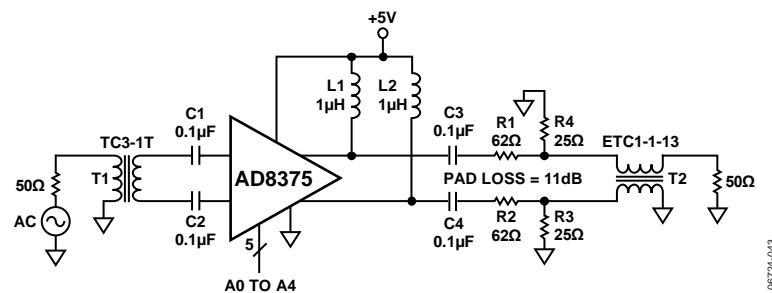 +5V
L1
1µH
L2
1µH
C1
0.1µF
C3
0.1µF
R1
62Ω
R4
25Ω
TC3-1T
ETC1-1-13
50Ω
T1
AD8375
PAD LOSS = 11dB
T2
50Ω
AC
C2
0.1µF
5
C4
0.1µF
R2
62Ω
R3
25Ω
A0 TO A4
06724-043